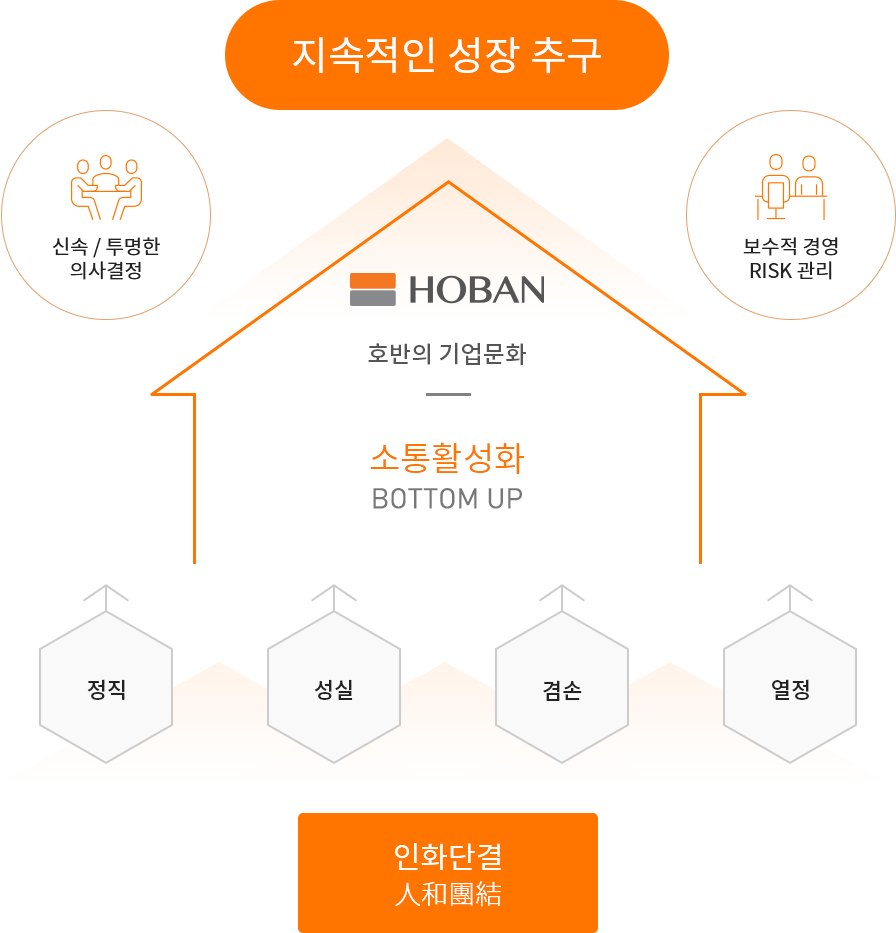 지속적인 성장 추구
신속 / 투명한
의사결정
보수적 경영
RISK 관리
HOBAN
호반의 기업문화
소통활성화
BOTTOM UP
정직
성실
겸손
열정
인화단결
人和團結